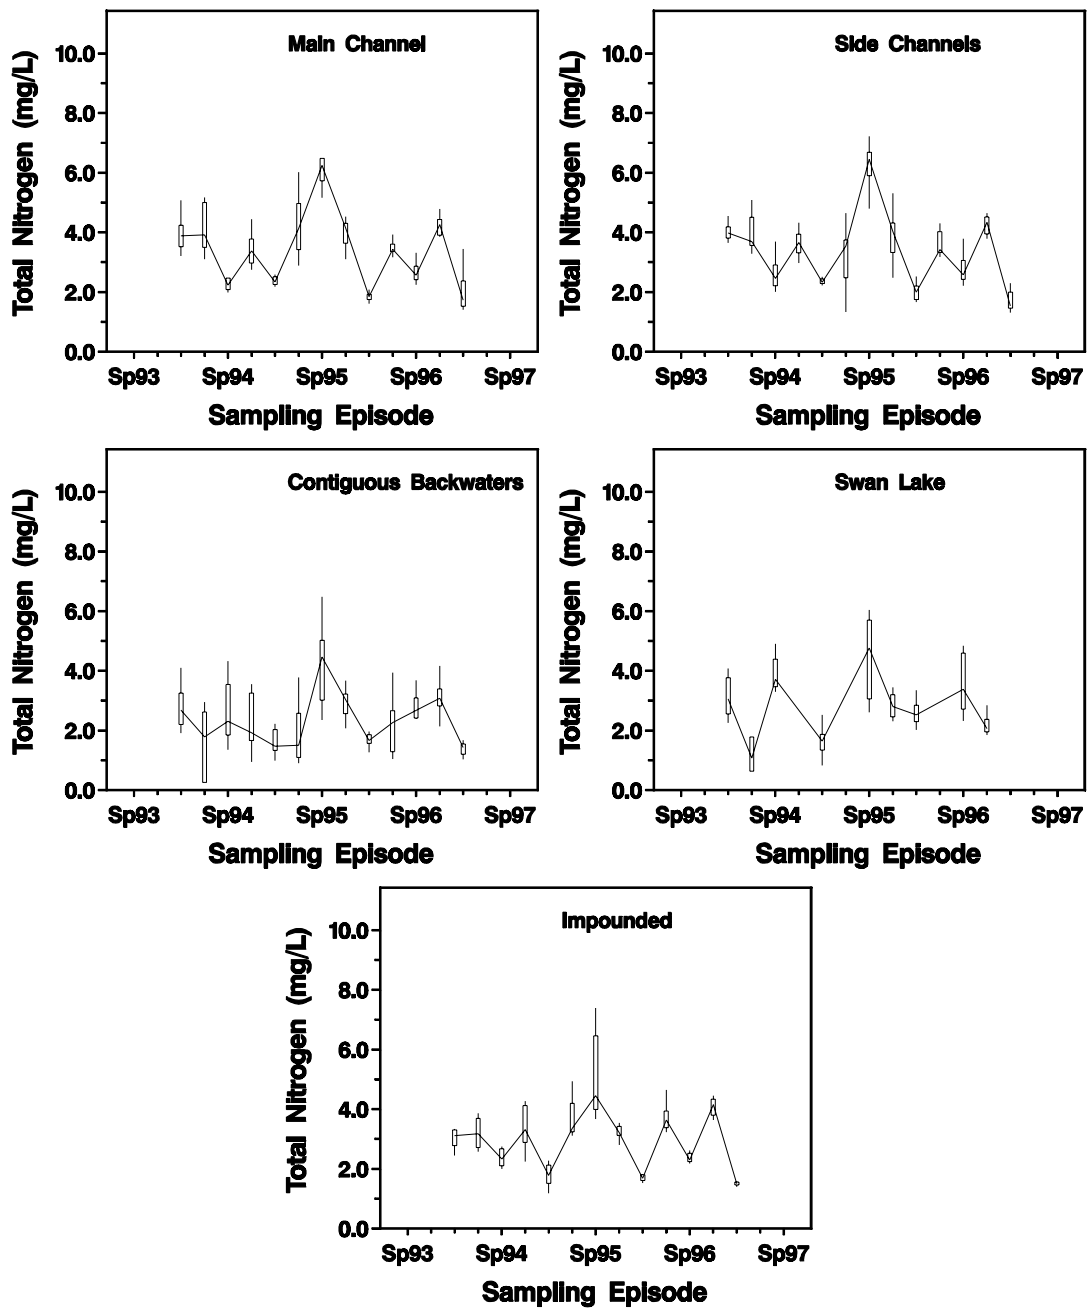 Main Channel
Total Nitrogen (mg/L)
10.0
8.0
6.0
4.0
2.0
0.0
Sp93 Sp94 Sp95 Sp96 Sp97
Sampling Episode
Side Channels
Total Nitrogen (mg/L)
10.0
8.0
6.0
4.0
2.0
0.0
Sp93 Sp94 Sp95 Sp96 Sp97
Sampling Episode
Contiguous Backwaters
Total Nitrogen (mg/L)
10.0
8.0
6.0
4.0
2.0
0.0
Sp93 Sp94 Sp95 Sp96 Sp97
Sampling Episode
Swan Lake
Total Nitrogen (mg/L)
10.0
8.0
6.0
4.0
2.0
0.0
Sp93 Sp94 Sp95 Sp96 Sp97
Sampling Episode
Impounded
Total Nitrogen (mg/L)
10.0
8.0
6.0
4.0
2.0
0.0
Sp93 Sp94 Sp95 Sp96 Sp97
Sampling Episode